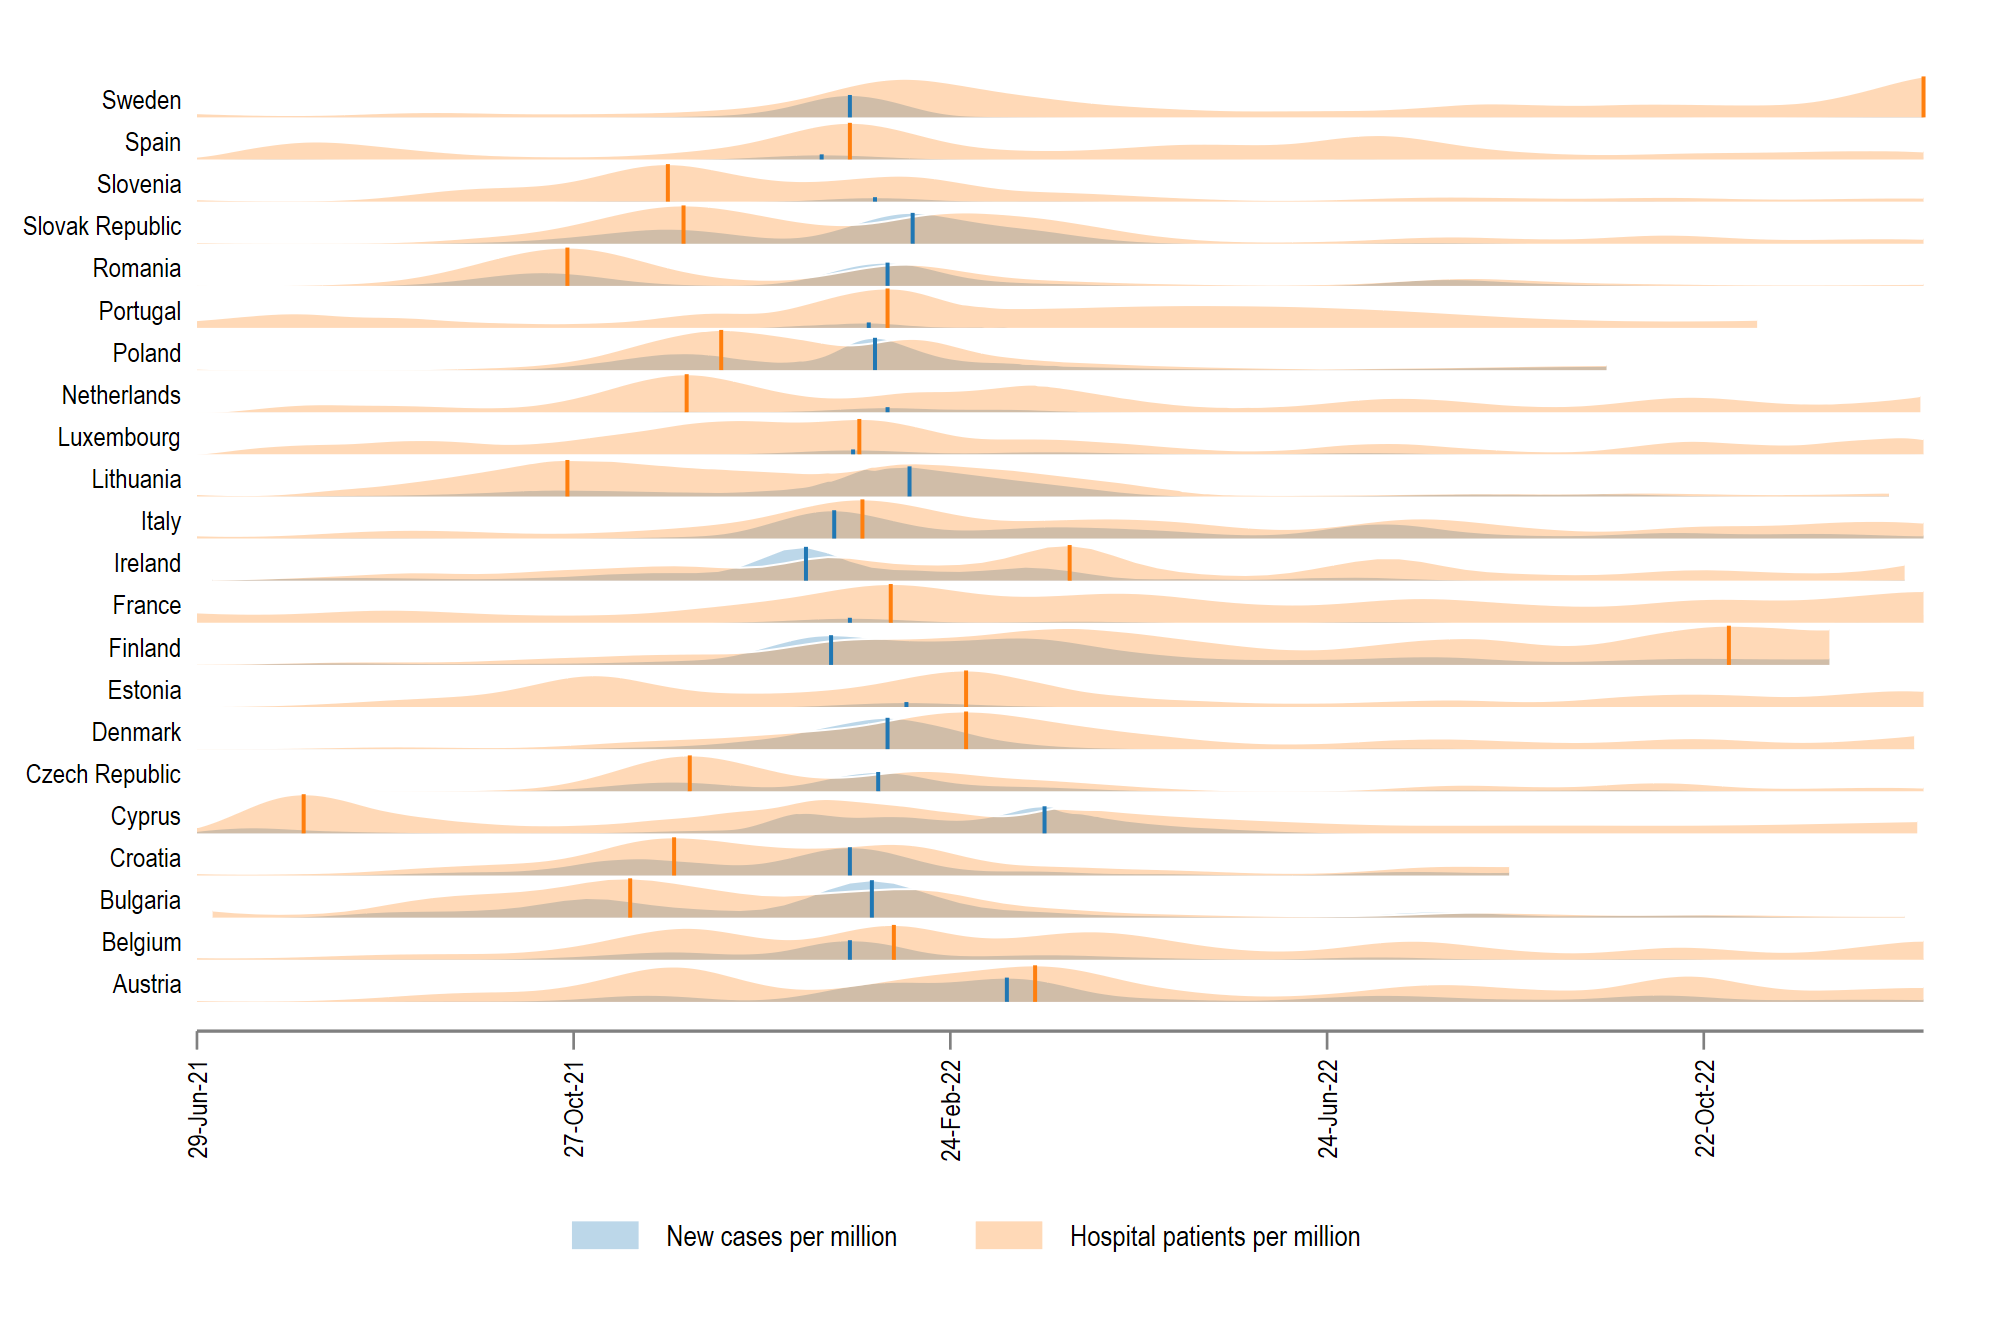 Sweden
Spain
Slovenia
Slovak Republic
Romania
Portugal
Poland
Netherlands
Luxembourg
Lithuania
Italy
Ireland
France
Finland
Estonia
Denmark
Czech Republic
Cyprus
Croatia
Bulgaria
Belgium
Austria
29-Jun-21
27-Oct-21
24-Feb-22
24-Jun-22
22-Oct-22
New cases per million
Hospital patients per million